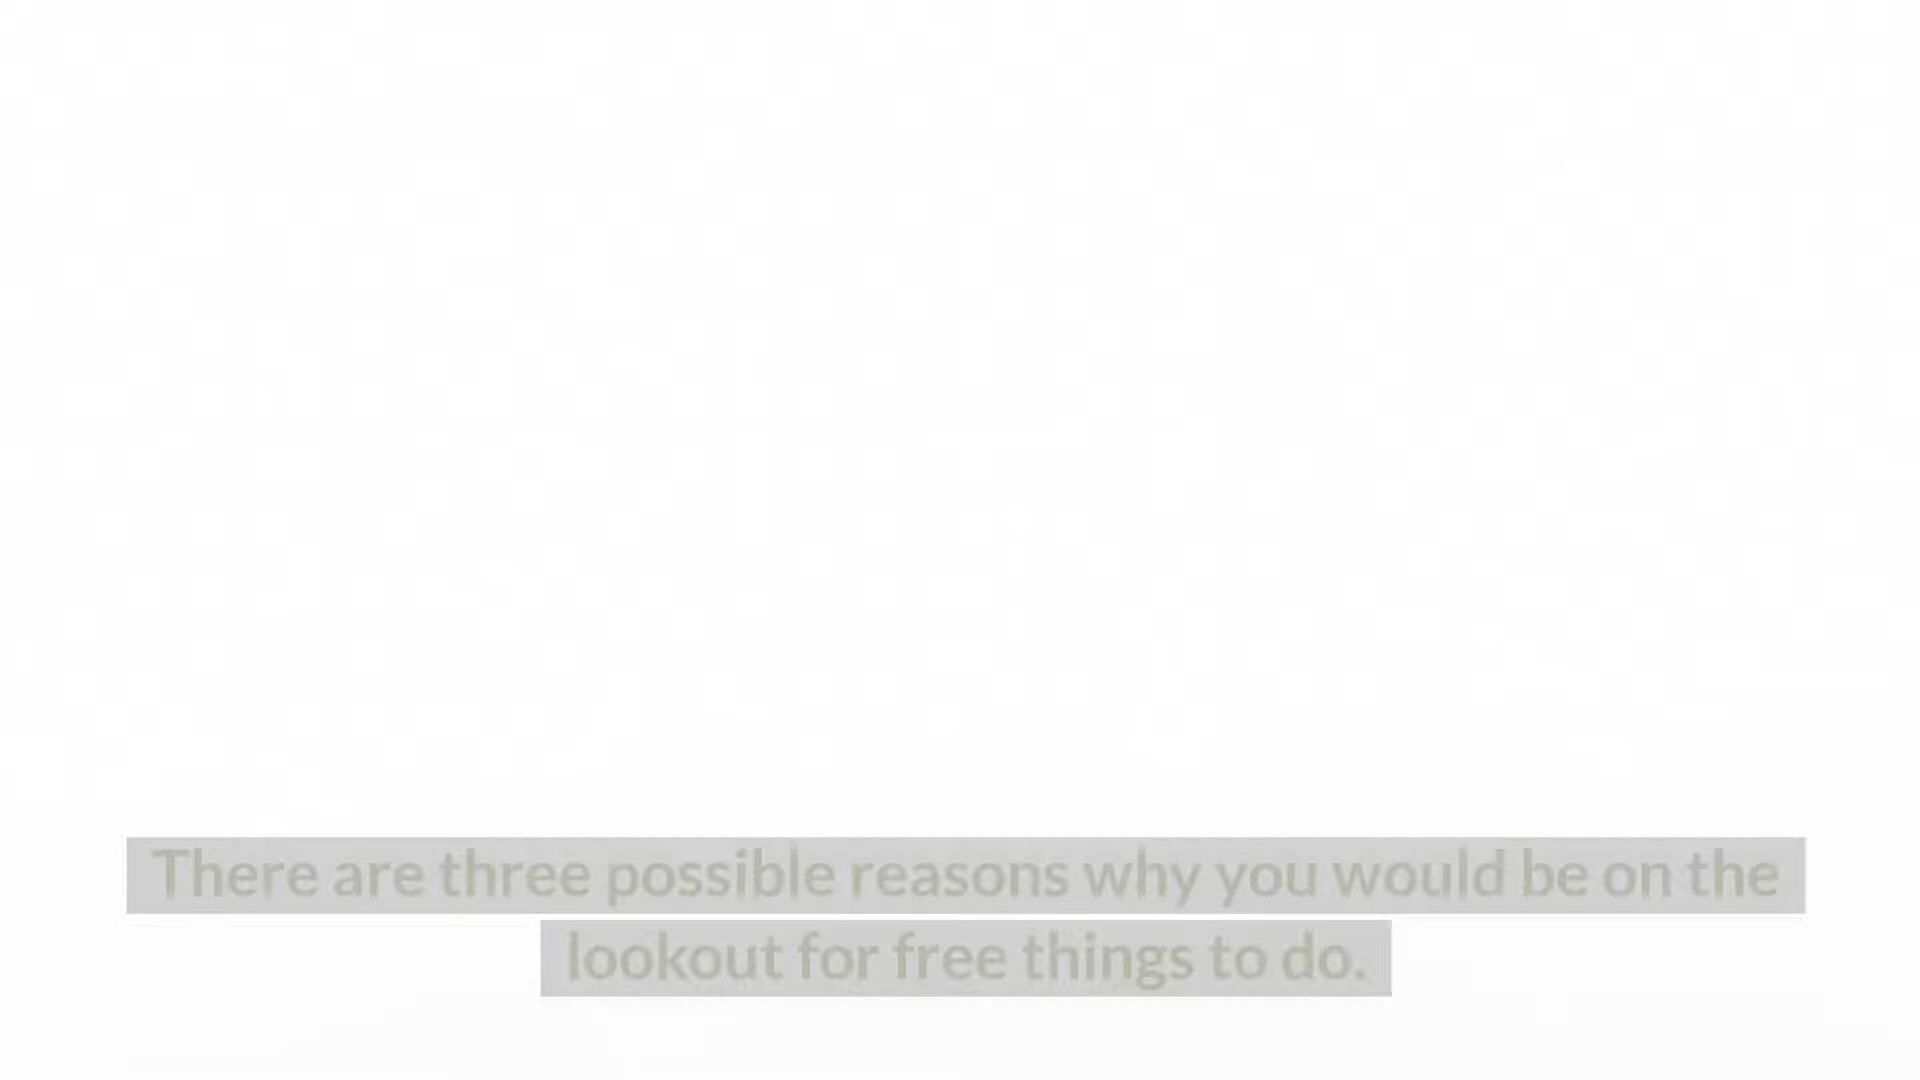 There are three possible reasons why you would be on the
lookout for free things to do.